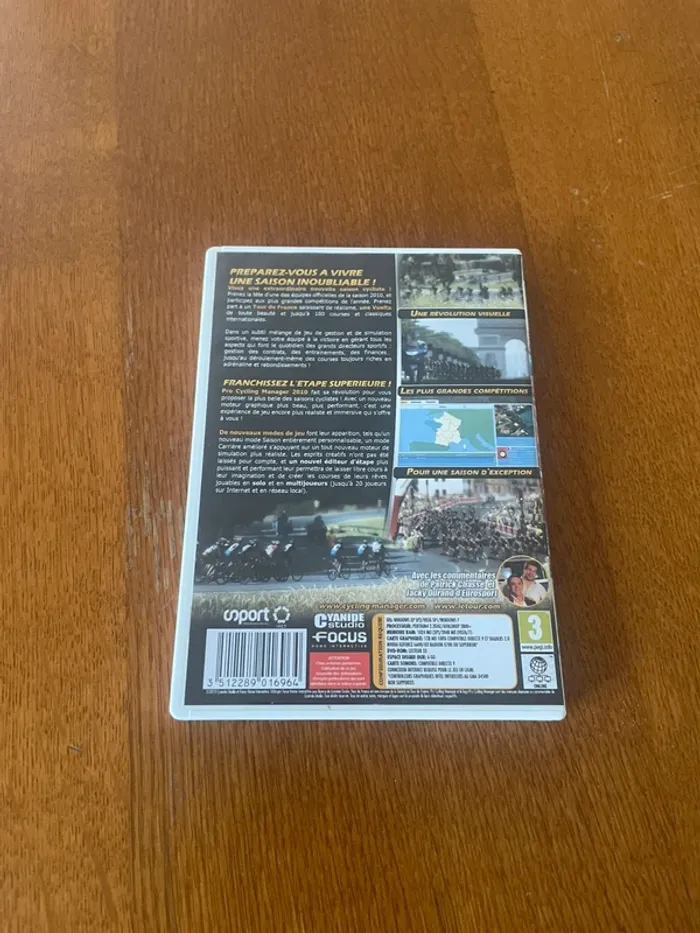 PREPAREZ-VOUS A VIVRE
UNE SAISON INOUBLIABLE !
Vivez une extraordinaire nouvelle saison cycliste !
Prenez la tête d'une des équipes officielles de la saison 2010, et
participez aux plus grandes compétitions de l'année. Prenez
part à un Tour de France saisissant de réalisme, une Vuelta
de toute beauté et jusqu'à 180 courses et classiques
internationales.
Dans un subtil mélange de jeu de gestion et de simulation
sportive, menez votre équipe à la victoire en gérant tous les
aspects qui font le quotidien des grands directeurs sportifs :
gestion des contrats, des entrainements, des finances..
jusqu'au déroulement-même des courses toujours riches en
adrénaline et rebondissements !
FRANCHISSEZ L'ETAPE SUPERIEURE !
Pro Cycling Manager 2010 fait sa révolution pour vous
proposer la plus belle des saisons cyclistes ! Avec un nouveau
moteur graphique plus beau, plus performant, c'est une
expérience de jeu encore plus réaliste et immersive qui s'offre
à vous !
De nouveaux modes de jeu font leur apparition, tels qu'un
nouveau mode Saison entièrement personnalisable, un mode
Carrière amélioré s'appuyant sur un tout nouveau moteur de
simulation plus réaliste. Les esprits créatifs n'ont pas été
laissés pour compte, et un nouvel éditeur d'étape plus
puissant et performant leur permettra de laisser libre cours à
leur imagination et de créer les courses de leurs rêves
jouables en solo et en multijoueurs (jusqu'à 20 joueurs
sur Internet et en réseau local).
UNE RÉVOLUTION VISUELLE
LES PLUS GRANDES COMPÉTITIONS
POUR UNE SAISON D'EXCEPTION
Avec les commentaires
de Patrick Chassé et
Jacky Durand d'Eurosport
www.cycling-manager.com www.letour.com
sport
CYANIDE
studio
FOCUS
HOME INTERACTIVE
ATTENTION
CONFIGURATION REQUISE
3
www.pegi.info
ONLINE
3 512289 016964